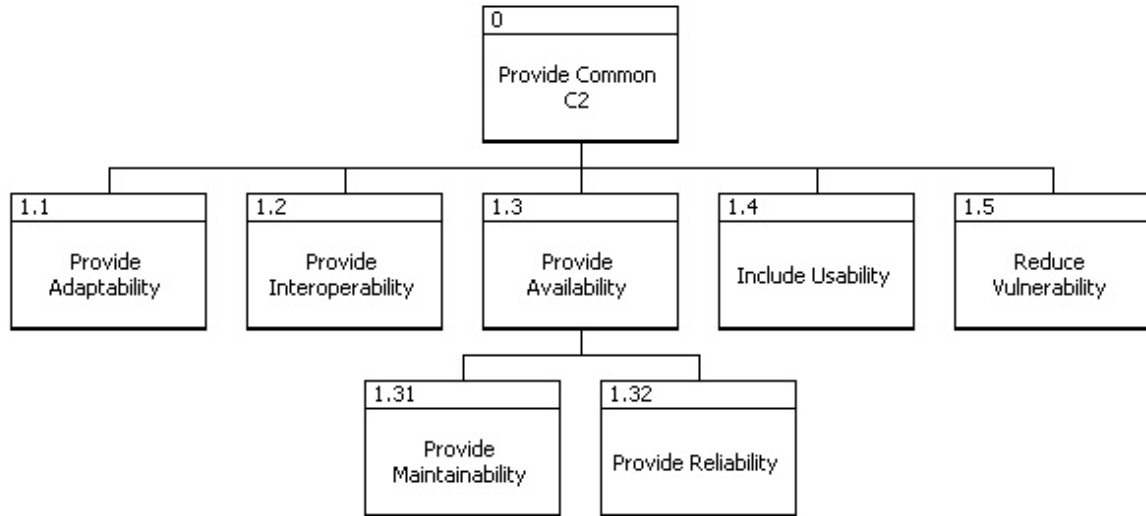 0
Provide Common
C2
1.1
Provide
Adaptability
1.2
Provide
Interoperability
1.3
Provide
Availability
1.4
Include Usability
1.5
Reduce
Vulnerability
1.31
Provide
Maintainability
1.32
Provide Reliability